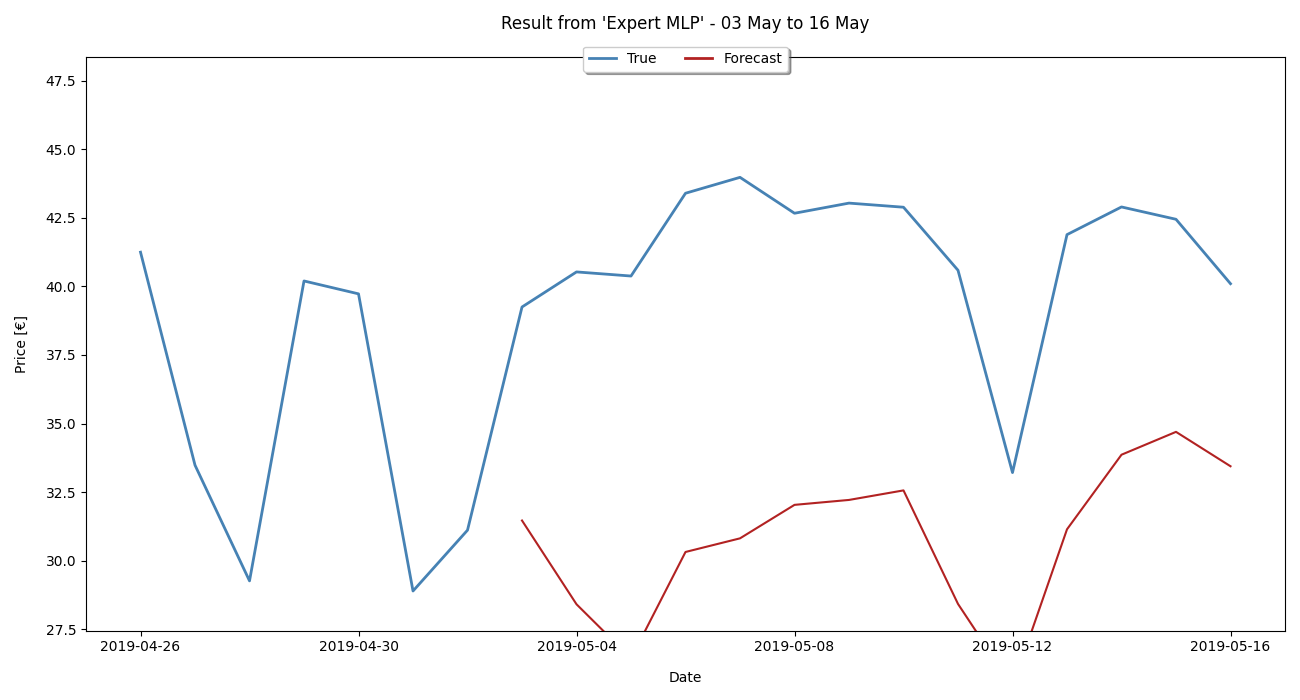 Result from 'Expert MLP' - 03 May to 16 May
True Forecast
47.5
45.0
42.5
40.0
37.5
35.0
32.5
30.0
27.5
Price [€]
2019-04-26 2019-04-30 2019-05-04 2019-05-08 2019-05-12 2019-05-16
Date